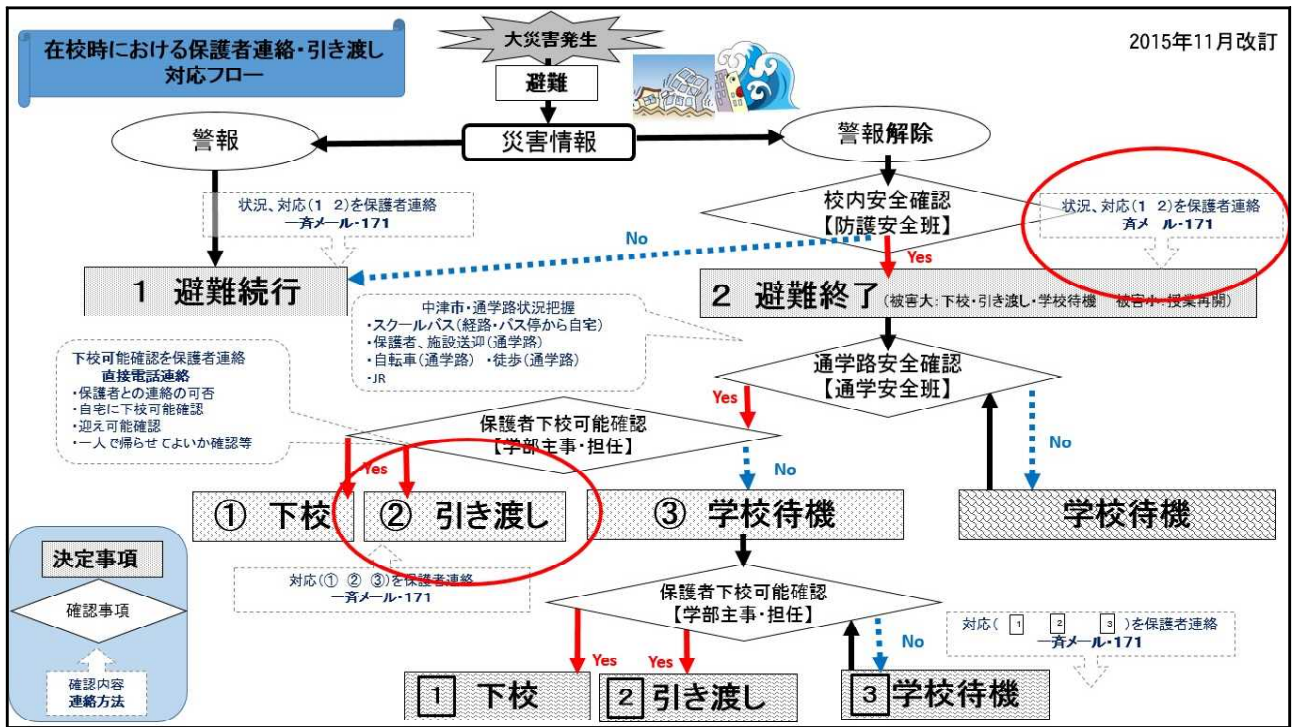 在校時における保護者連絡・引き渡し
対応フロー
大災害発生
2015年11月改訂
避難
警報
災害情報
警報解除
状況、対応(1 2)を保護者連絡
一斉メール・171
校内安全確認
【防護安全班】
状況、対応(1 2)を保護者連絡
斉メ ル・171
No
Yes
1 避難続行
2 避難終了(被害大:下校・引き渡し・学校待機 被害小:授業再開)
中津市・通学路状況把握
・スクールバス(経路・バス停から自宅)
・保護者、施設送迎(通学路)
・自転車(通学路) ・徒歩(通学路)
・JR
通学路安全確認
【通学安全班】
下校可能確認を保護者連絡
直接電話連絡
・保護者との連絡の可否
・自宅に下校可能確認
・迎え可能確認
・一人で帰らせてよいか確認等
Yes
No
保護者下校可能確認
【学部主事・担任】
Yes
No
① 下校
② 引き渡し
③ 学校待機
学校待機
対応(① ② ③)を保護者連絡
一斉メール・171
保護者下校可能確認
【学部主事・担任】
対応( 1 2 3 )を保護者連絡
一斉メール・171
Yes
Yes
No
1 下校
2 引き渡し
3 学校待機
決定事項
確認事項
確認内容
連絡方法